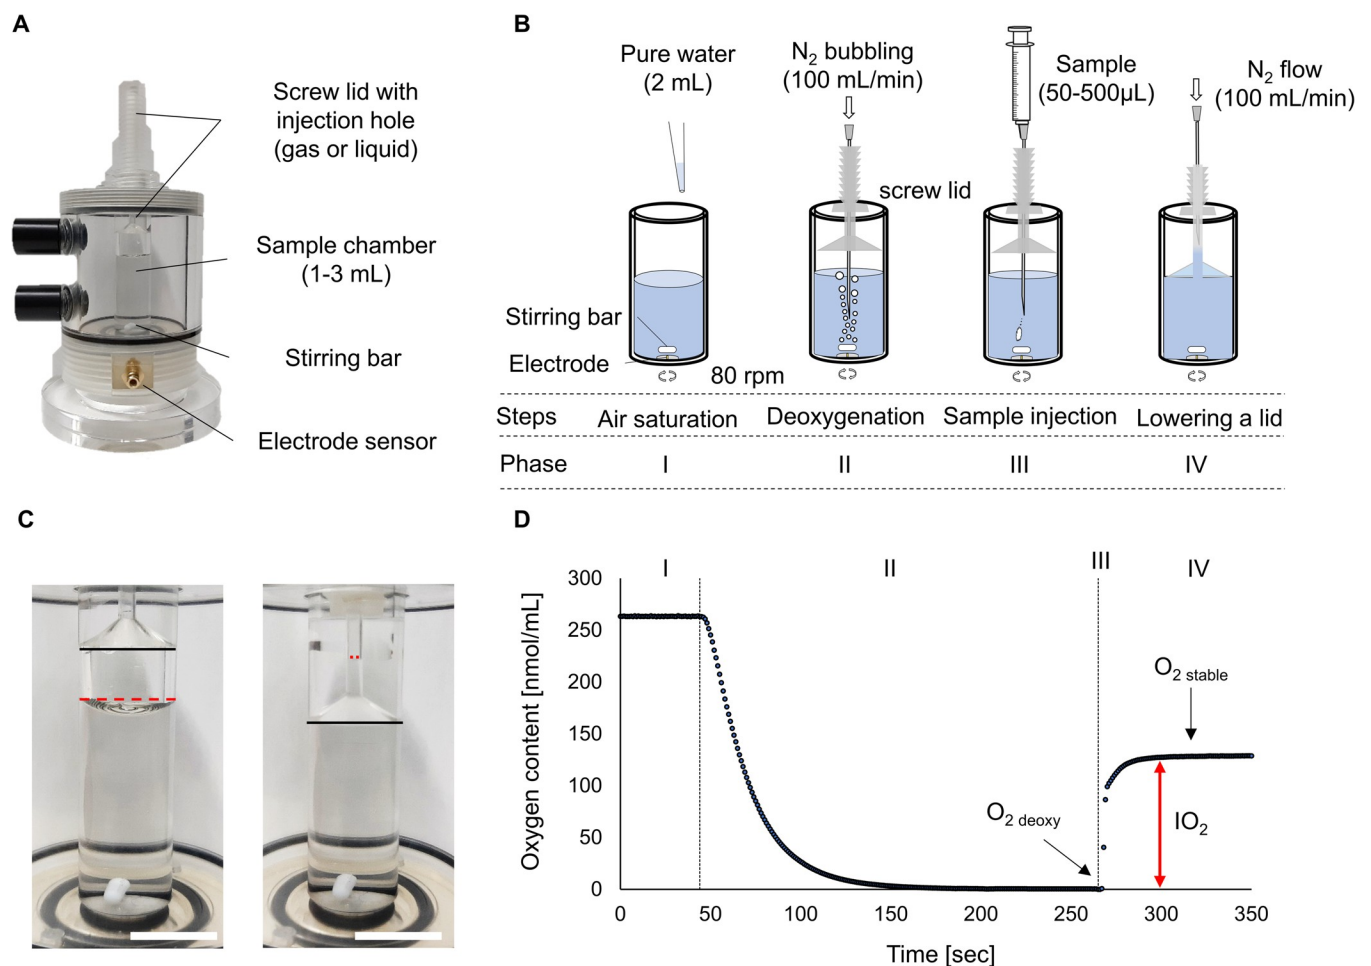 A
Screw lid with
injection hole
(gas or liquid)
Sample chamber
(1-3 mL)
Stirring bar
Electrode sensor
B
Pure water
(2 mL)
N2 bubbling
(100 mL/min)
Sample
(50-500µL)
N2 flow
(100 mL/min)
screw lid
Stirring bar
Electrode
80 rpm
Steps Air saturation Deoxygenation Sample injection Lowering a lid
Phase I II III IV
C
D
I II III IV
Oxygen content [nmol/mL]
300
250
200
150
100
50
0
O2 stable
O2 deoxy
IO2
0 50 100 150 200 250 300 350
Time [sec]